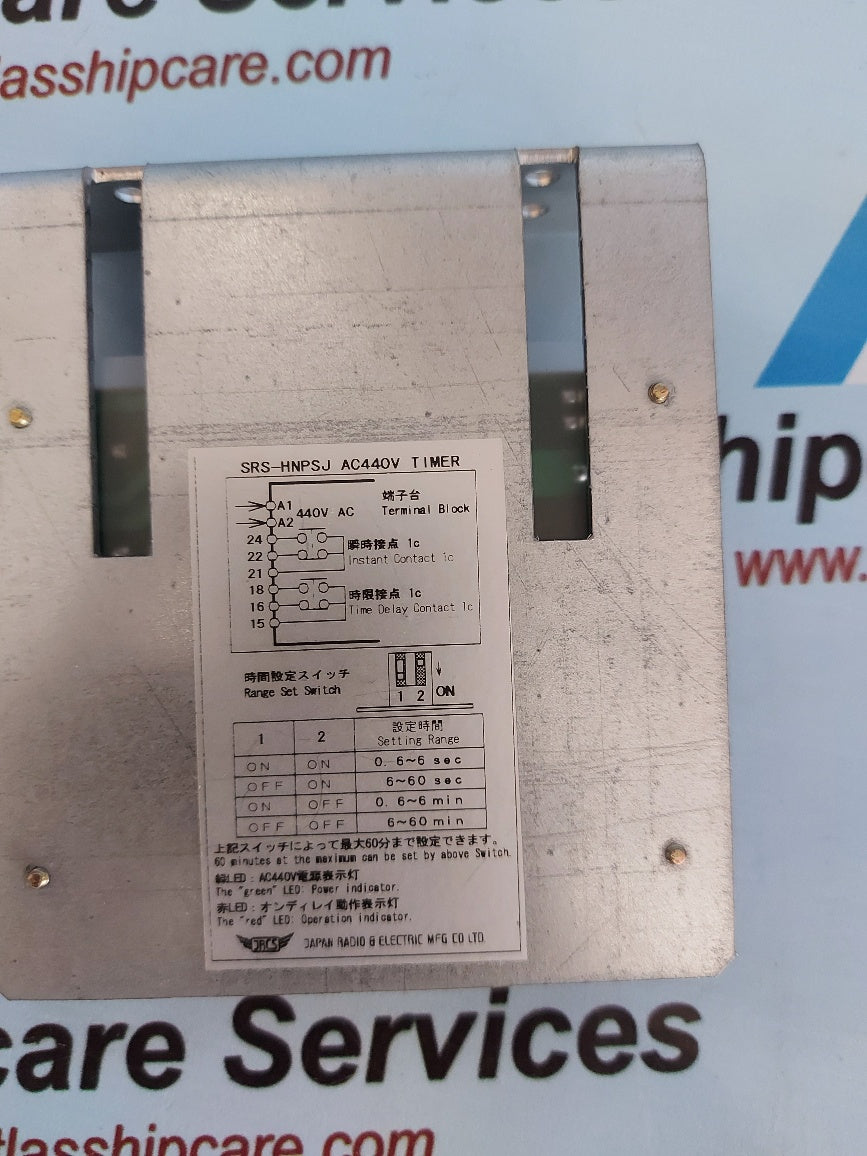 are Services
lasshipcare.com
SRS-HNPSJ AC440V TIMER
端子台
Terminal Block
A1
A2
440V AC
24
22
21
瞬時接点 1c
Instant Contact 1c
18
16
15
時限接点 1c
Time Delay Contact 1c
時間設定スイッチ
Range Set Switch
1 2 ON
1 2 設定時間
Setting Range
ON ON 0.6~6 sec
OFF ON 6~60 sec
ON OFF 0.6~6 min
OFF OFF 6~60 min
上記スイッチによって最大60分まで設定できます。
60 minutes at the maximum can be set by above Switch.
緑LED : AC440V電源表示灯
The "green" LED: Power indicator.
赤LED : オンディレイ動作表示灯
The "red" LED: Operation indicator.
JRCS JAPAN RADIO & ELECTRIC MFG CO LTD.
hip
www.
care Services
tlasshipcare.com